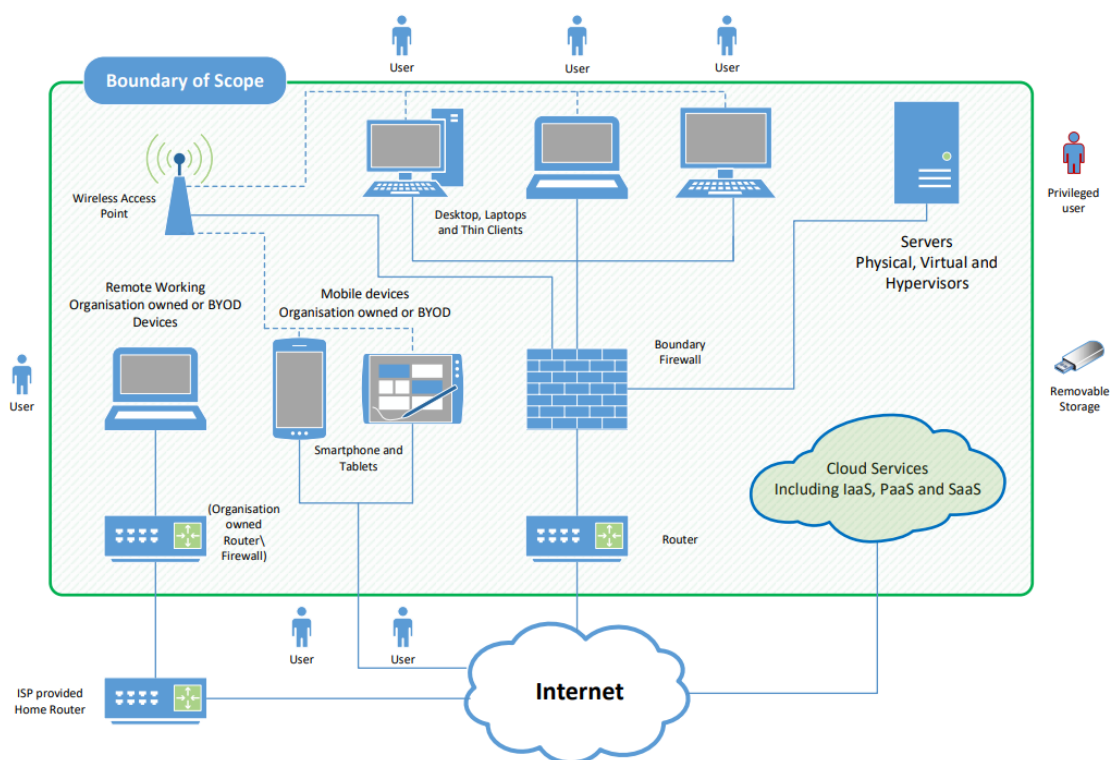 User
User
User
Boundary of Scope
Wireless Access
Point
Desktop, Laptops
and Thin Clients
Privileged
user
Servers
Physical, Virtual and
Hypervisors
Remote Working
Organisation owned or BYOD
Devices
Mobile devices
Organisation owned or BYOD
Boundary
Firewall
User
Removable
Storage
Smartphone and
Tablets
Cloud Services
Including IaaS, PaaS and SaaS
(Organisation
owned
Router\
Firewall)
Router
User
User
Internet
ISP provided
Home Router